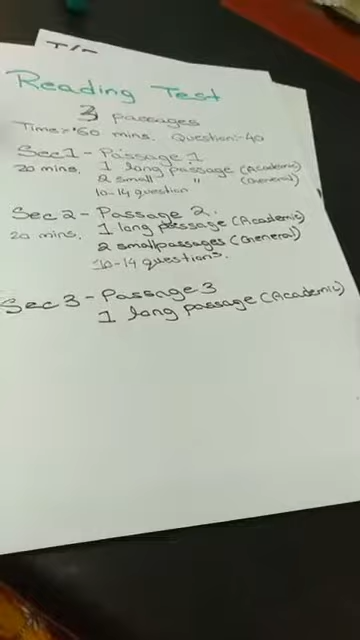 Reading Test
3 passages
Time > 60 mins. Question:- 40
Sec 1 - Passage 1
20 mins. 1 long passage (Academic)
2 small " (General)
10-14 question
Sec 2 - Passage 2.
20 mins. 1 long passage (Academic)
2 small passages (General)
10-14 questions.
Sec 3 - Passage 3
1 long passage (Academic)